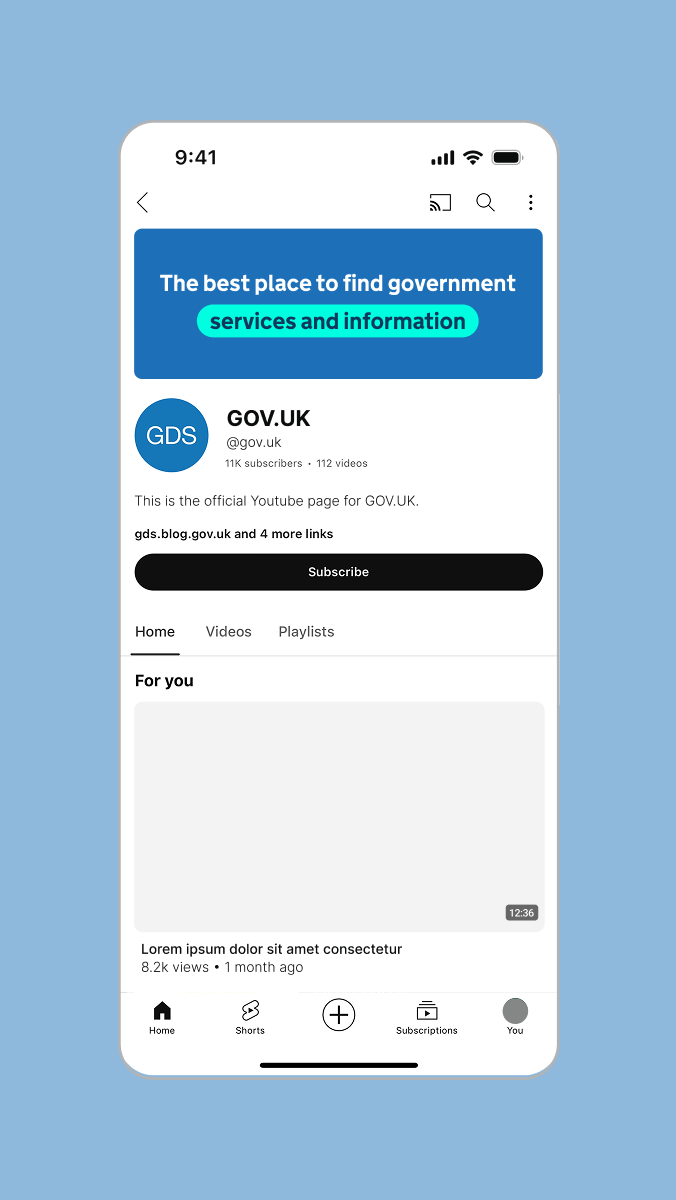 9:41
The best place to find government
services and information
GDS
GOV.UK
@gov.uk
11K subscribers • 112 videos
This is the official Youtube page for GOV.UK.
gds.blog.gov.uk and 4 more links
Subscribe
Home Videos Playlists
For you
12:36
Lorem ipsum dolor sit amet consectetur
8.2k views • 1 month ago
Home Shorts Subscriptions You